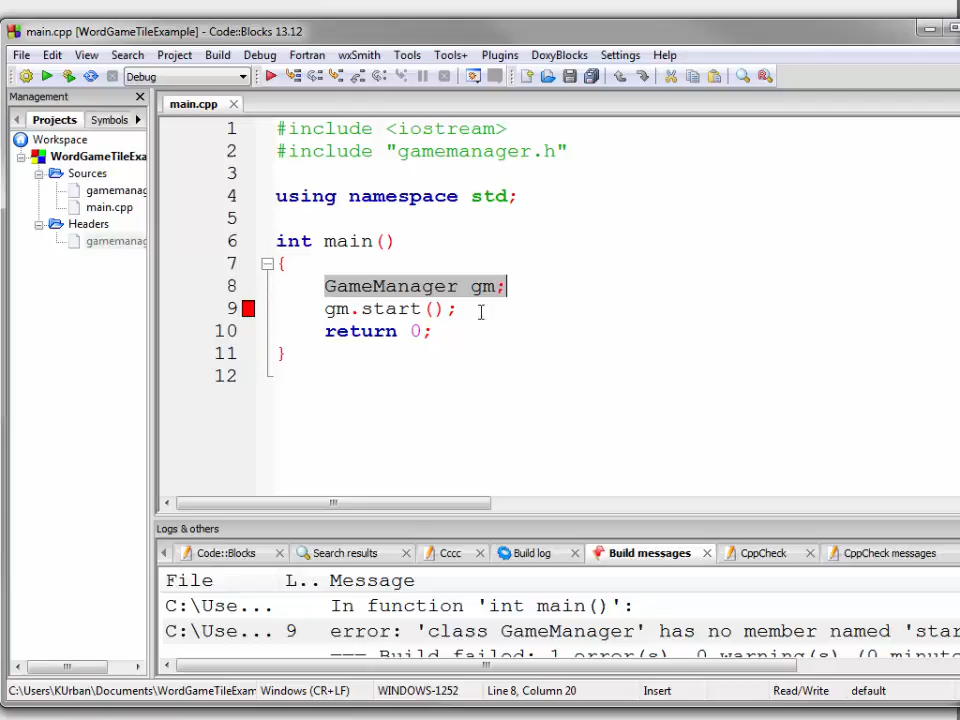 main.cpp [WordGameTileExample] - Code::Blocks 13.12
File Edit View Search Project Build Debug Fortran wxSmith Tools Tools+ Plugins DoxyBlocks Settings Help
Debug
Management
main.cpp
Projects Symbols
Workspace
WordGameTileExa
Sources
gamemanag
main.cpp
Headers
gamemanag
1 #include <iostream>
2 #include "gamemanager.h"
3
4 using namespace std;
5
6 int main()
7 {
8 GameManager gm;
9 gm.start();
10 return 0;
11 }
12
Logs & others
Code::Blocks Search results Cccc Build log Build messages CppCheck CppCheck messages
File L.. Message
C:\Use... In function 'int main()':
C:\Use... 9 error: 'class GameManager' has no member named 'star
=== Build failed: 1 error(s), 0 warning(s) (0 minute
C:\Users\KUrban\Documents\WordGameTileExam Windows (CR+LF) WINDOWS-1252 Line 8, Column 20 Insert Read/Write default